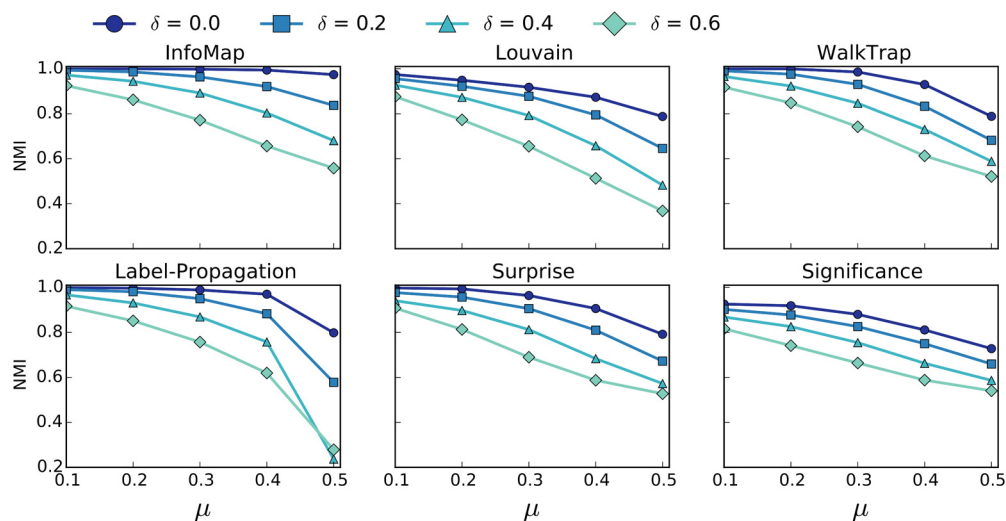 δ = 0.0 δ = 0.2 δ = 0.4 δ = 0.6
InfoMap Louvain WalkTrap
1.0
0.8
NMI
0.6
0.4
0.2
Label-Propagation Surprise Significance
1.0
0.8
NMI
0.6
0.4
0.2
0.1 0.2 0.3 0.4 0.5 0.1 0.2 0.3 0.4 0.5 0.1 0.2 0.3 0.4 0.5
μ μ μ